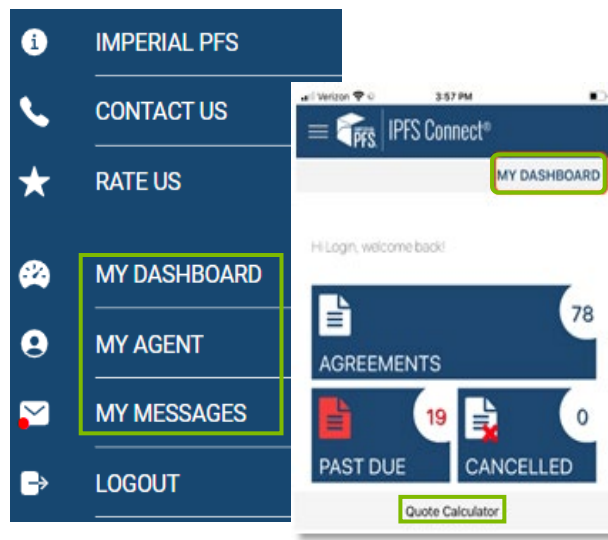 IMPERIAL PFS
CONTACT US
RATE US
MY DASHBOARD
MY AGENT
MY MESSAGES
LOGOUT
Verizon 3:57 PM
PFS. IPFS Connect®
MY DASHBOARD
Hi Login, welcome back!
78
AGREEMENTS
19
PAST DUE
0
CANCELLED
Quote Calculator